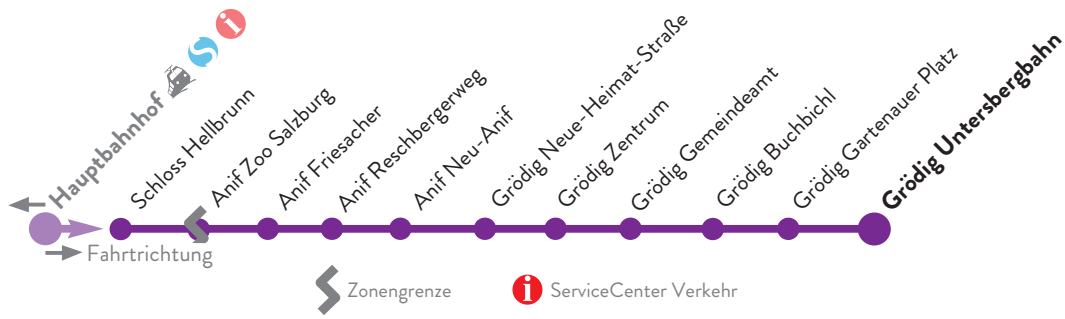 Hauptbahnhof
Schloss Hellbrunn
Anif Zoo Salzburg
Anif Friesacher
Anif Reschbergerweg
Anif Neu-Anif
Grödig Neue-Heimat-Straße
Grödig Zentrum
Grödig Gemeindeamt
Grödig Buchbichl
Grödig Gartenauer Platz
Grödig Untersbergbahn
Fahrtrichtung
Zonengrenze
i ServiceCenter Verkehr